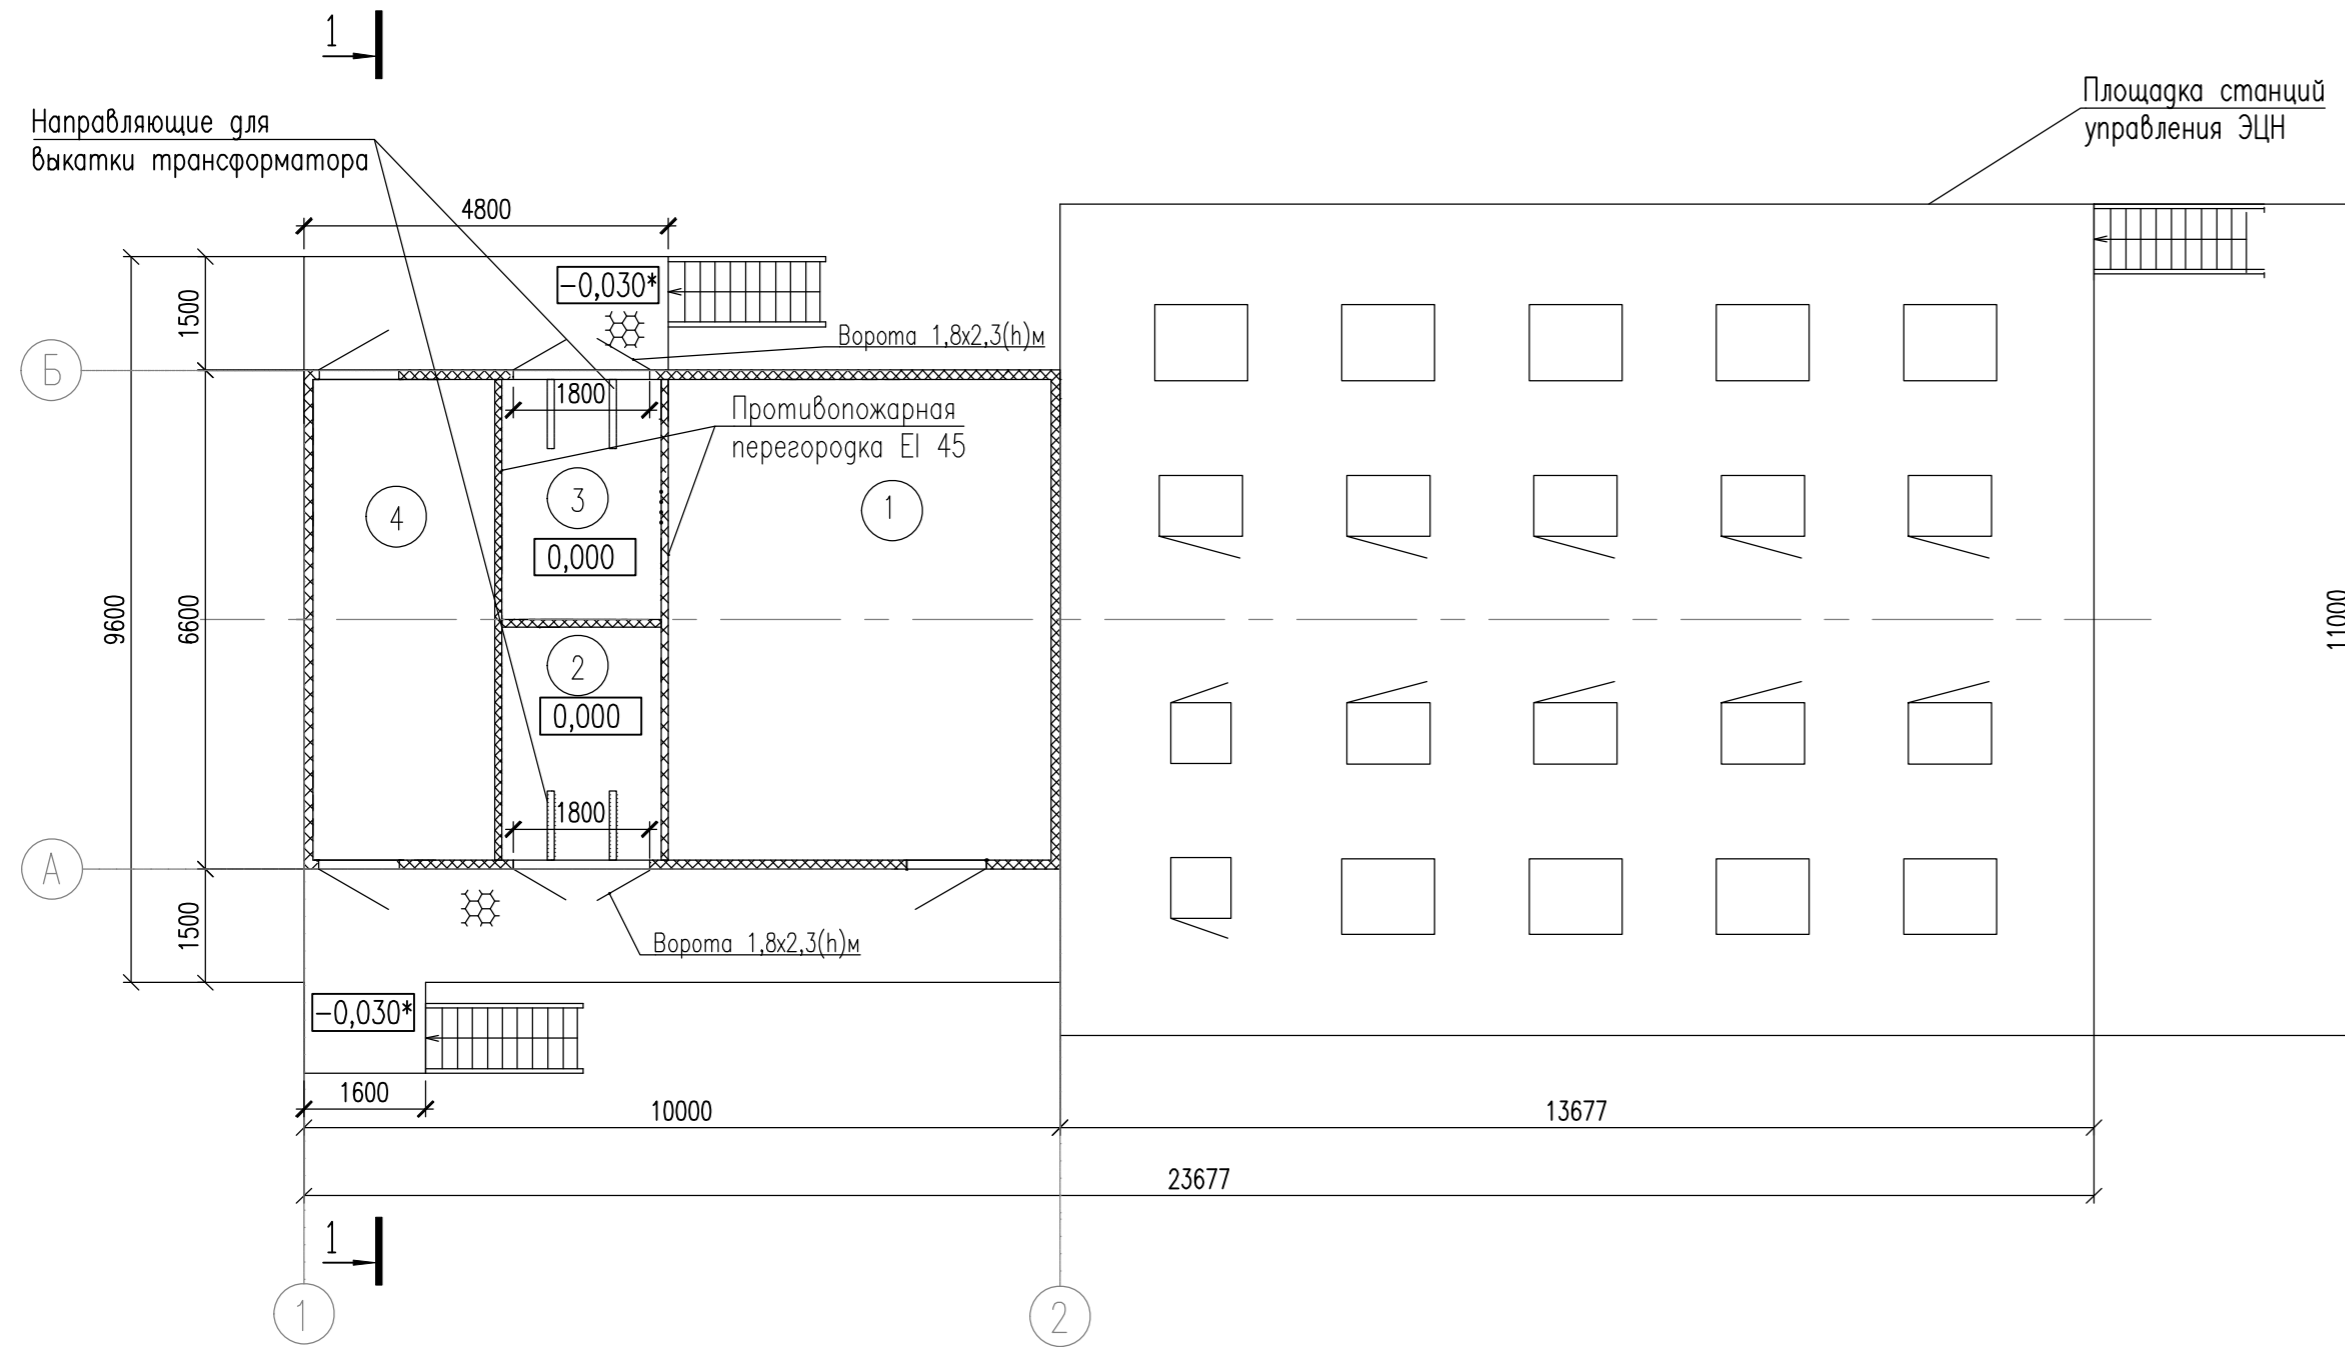 1
Площадка станций
управления ЭЦН
Направляющие для
выкатки трансформатора
4800
-0,030*
1500
Ворота 1,8х2,3(h)м
Б
1800
Противопожарная
перегородка EI 45
4
3
1
0,000
9600
6600
11000
2
0,000
1800
А
1500
Ворота 1,8х2,3(h)м
-0,030*
1600
10000
13677
23677
1
1
2